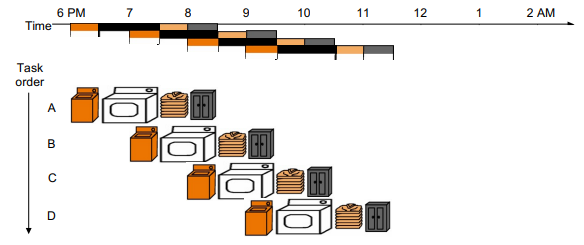 6 PM 7 8 9 10 11 12 1 2 AM
Time
Task
order
A
B
C
D